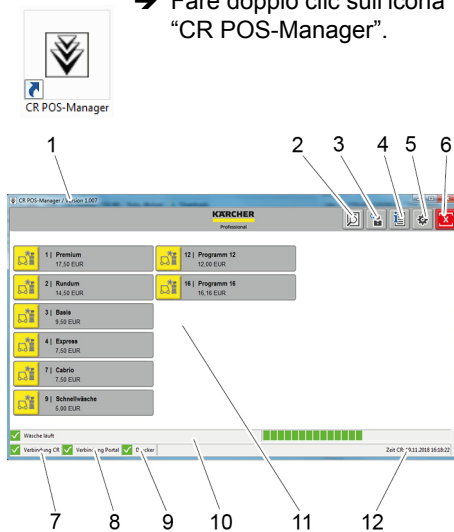 ➔ Fare doppio clic sull'icona
“CR POS-Manager”.
CR POS-Manager
1 2 3 4 5 6
CR POS-Manager / Version 1.007
KÄRCHER
Professional
1 | Premium
17,50 EUR
12 | Programm 12
12,00 EUR
2 | Rundum
14,50 EUR
16 | Programm 16
16,16 EUR
3 | Basis
9,50 EUR
4 | Express
7,50 EUR
7 | Cabrio
7,50 EUR
9 | Schnellwäsche
5,00 EUR
Wäsche läuft
Verbindung CR Verbindung Portal Drucker
Zeit CR: 19.11.2018 16:18:22
7 8 9 10 11 12